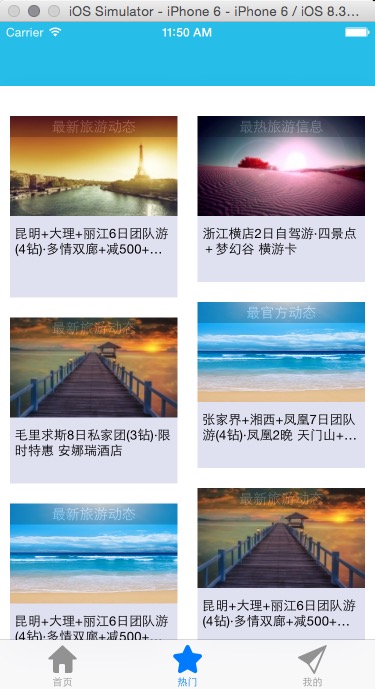 iOS Simulator - iPhone 6 - iPhone 6 / iOS 8.3…
Carrier
11:50 AM
最新旅游动态
昆明+大理+丽江6日团队游
(4钻)·多情双廊+减500+…
最热旅游信息
浙江横店2日自驾游·四景点
+梦幻谷 横游卡
最新旅游动态
毛里求斯8日私家团(3钻)·限
时特惠 安娜瑞酒店
最官方动态
张家界+湘西+凤凰7日团队
游(4钻)·凤凰2晚 天门山+…
最新旅游动态
昆明+大理+丽江6日团队游
(4钻)·多情双廊+减500+…
最新旅游动态
昆明+大理+丽江6日团队游
(4钻)·多情双廊+减500+…
首页
热门
我的